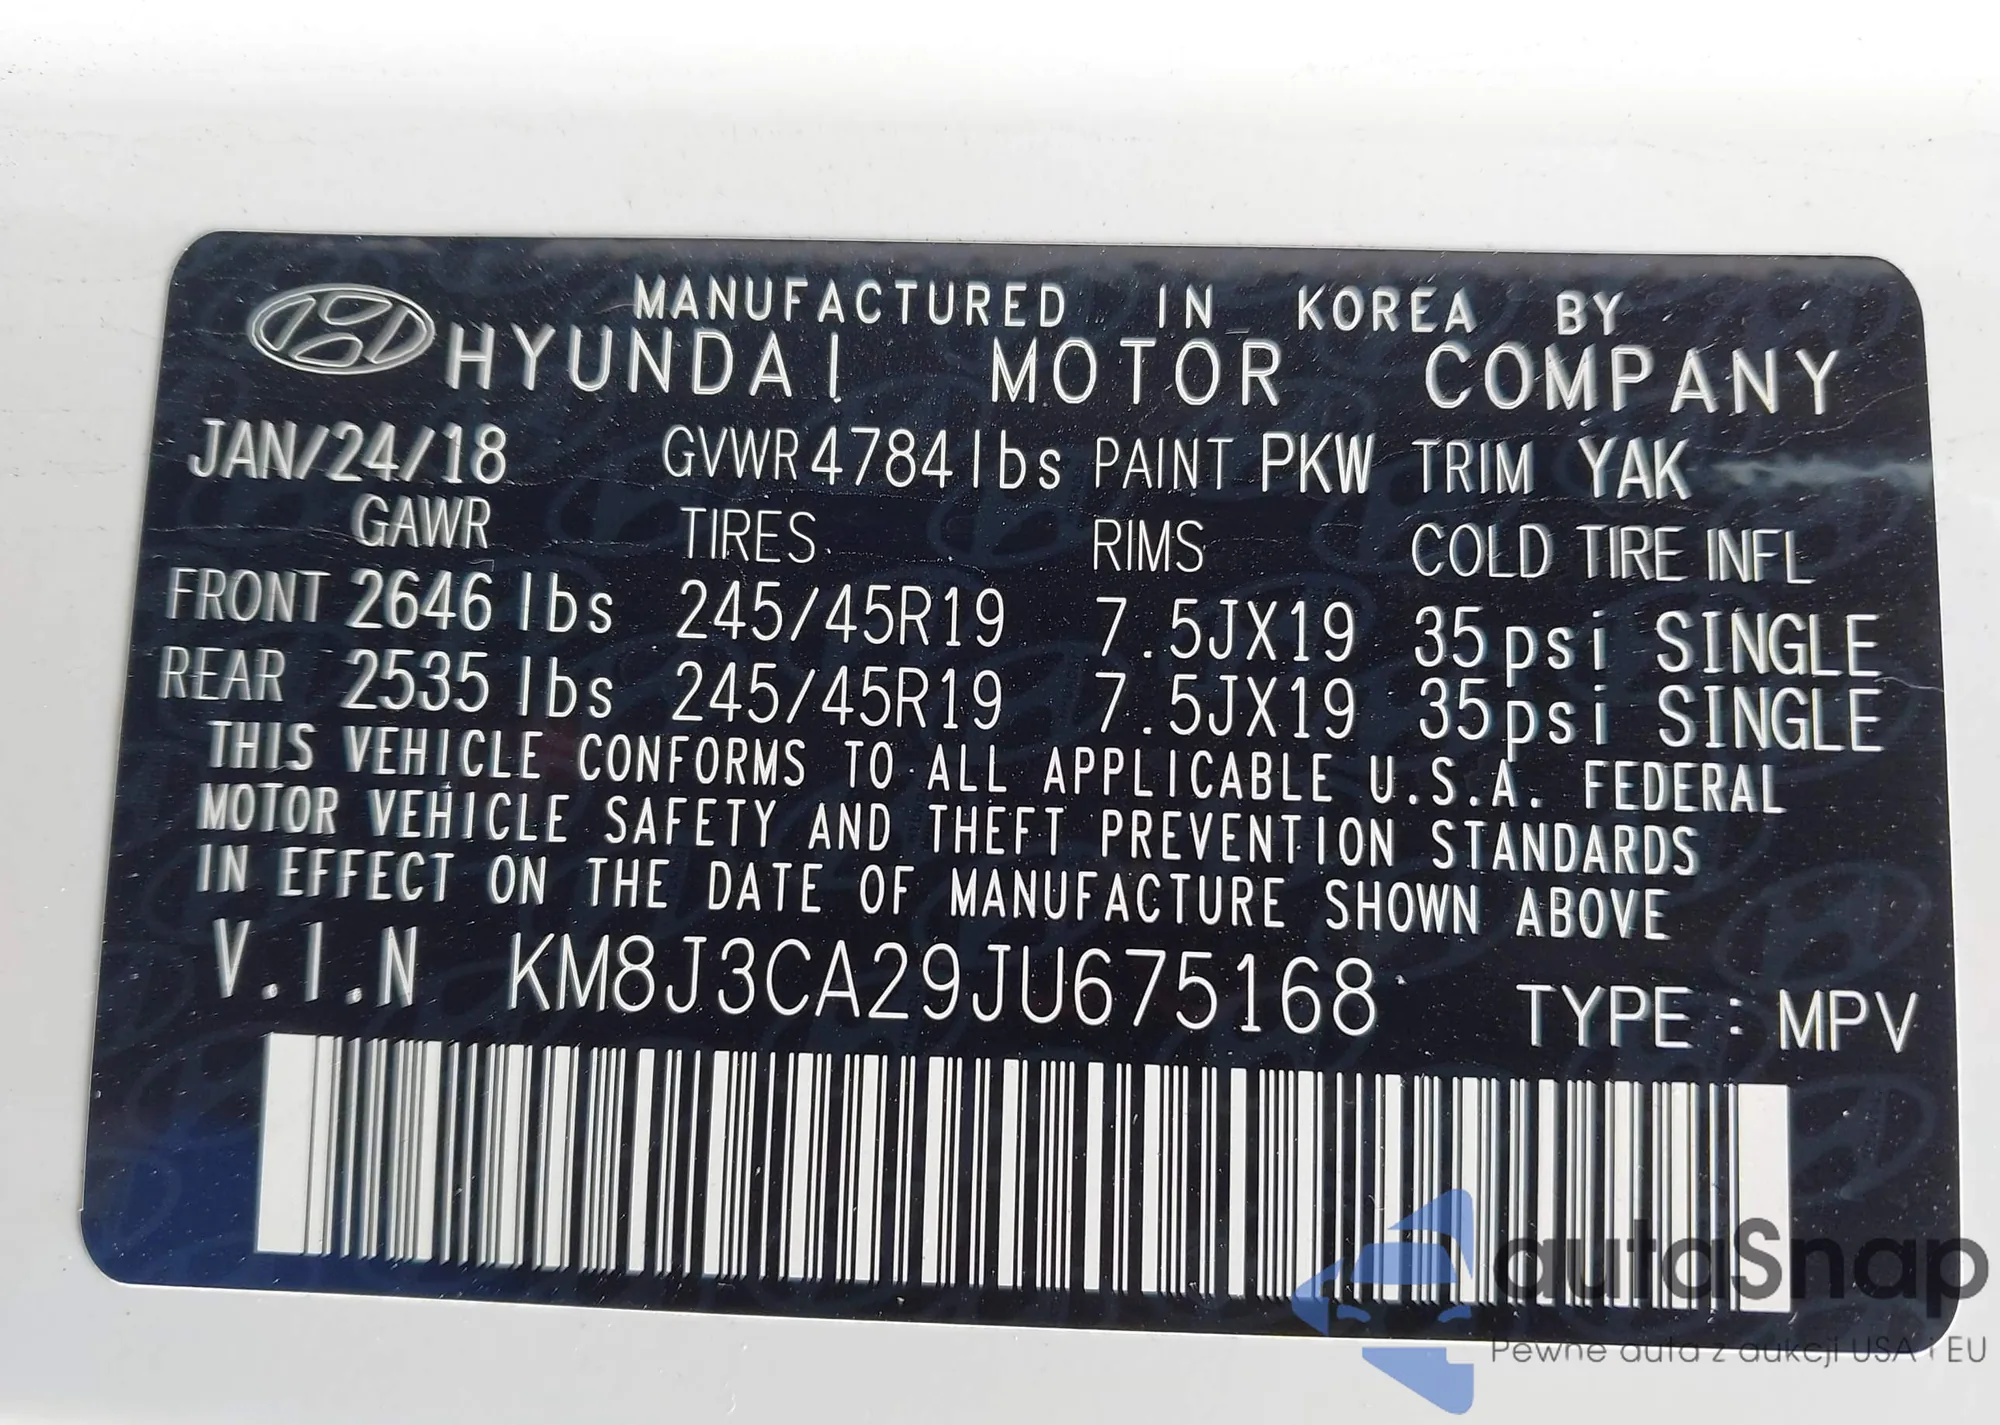 MANUFACTURED IN KOREA BY
HYUNDAI MOTOR COMPANY
JAN/24/18 GVWR 4784 lbs PAINT PKW TRIM YAK
GAWR TIRES RIMS COLD TIRE INFL
FRONT 2646 lbs 245/45R19 7.5JX19 35psi SINGLE
REAR 2535 lbs 245/45R19 7.5JX19 35psi SINGLE
THIS VEHICLE CONFORMS TO ALL APPLICABLE U.S.A. FEDERAL
MOTOR VEHICLE SAFETY AND THEFT PREVENTION STANDARDS
IN EFFECT ON THE DATE OF MANUFACTURE SHOWN ABOVE
V.I.N KM8J3CA29JU675168 TYPE : MPV
autaSnap
Pewne auta z aukcji USA i EU